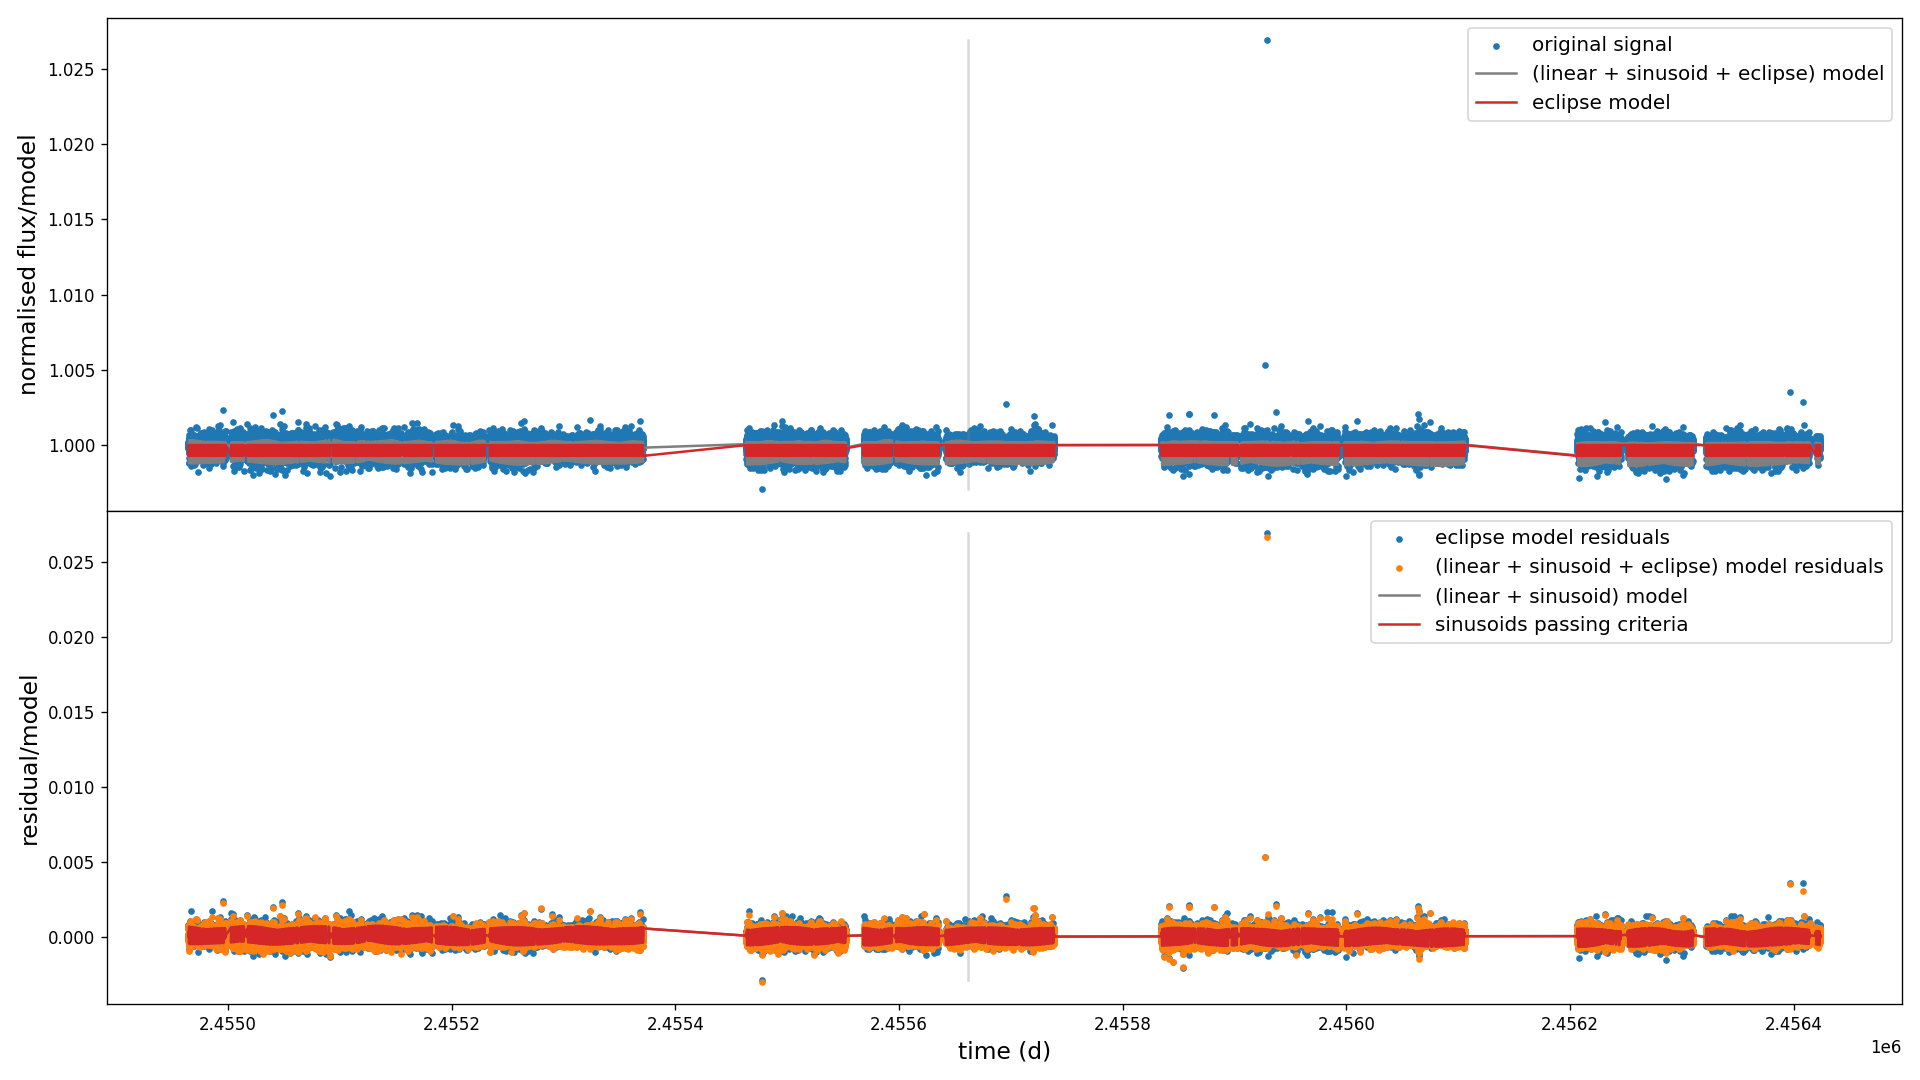 normalised flux/model
1.025
1.020
1.015
1.010
1.005
1.000
original signal
(linear + sinusoid + eclipse) model
eclipse model
residual/model
0.025
0.020
0.015
0.010
0.005
0.000
eclipse model residuals
(linear + sinusoid + eclipse) model residuals
(linear + sinusoid) model
sinusoids passing criteria
2.4550
2.4552
2.4554
2.4556
2.4558
2.4560
2.4562
2.4564
time (d)
1e6